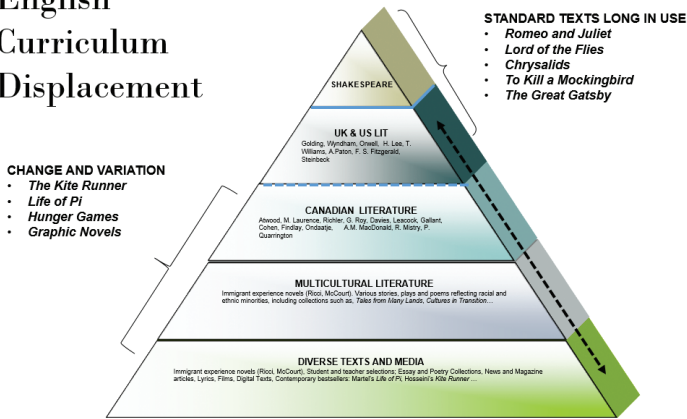 English
Curriculum
Displacement
STANDARD TEXTS LONG IN USE
• Romeo and Juliet
• Lord of the Flies
• Chrysalids
• To Kill a Mockingbird
• The Great Gatsby
SHAKESPEARE
UK & US LIT
Golding, Wyndham, Orwell, H. Lee, T.
Williams, A.Paton, F. S. Fitzgerald,
Steinbeck
CHANGE AND VARIATION
• The Kite Runner
• Life of Pi
• Hunger Games
• Graphic Novels
CANADIAN LITERATURE
Atwood, M. Laurence, Richler, G. Roy, Davies, Leacock, Gallant,
Cohen, Findlay, Ondaatje, A.M. MacDonald, R. Mistry, P.
Quarrington
MULTICULTURAL LITERATURE
Immigrant experience novels (Ricci, McCourt). Various stories, plays and poems reflecting racial and
ethnic minorities, including collections such as, Tales from Many Lands, Cultures in Transition…
DIVERSE TEXTS AND MEDIA
Immigrant experience novels (Ricci, McCourt), Student and teacher selections; Essay and Poetry Collections, News and Magazine
articles, Lyrics, Films, Digital Texts, Contemporary bestsellers: Martel's Life of Pi, Hosseini's Kite Runner …